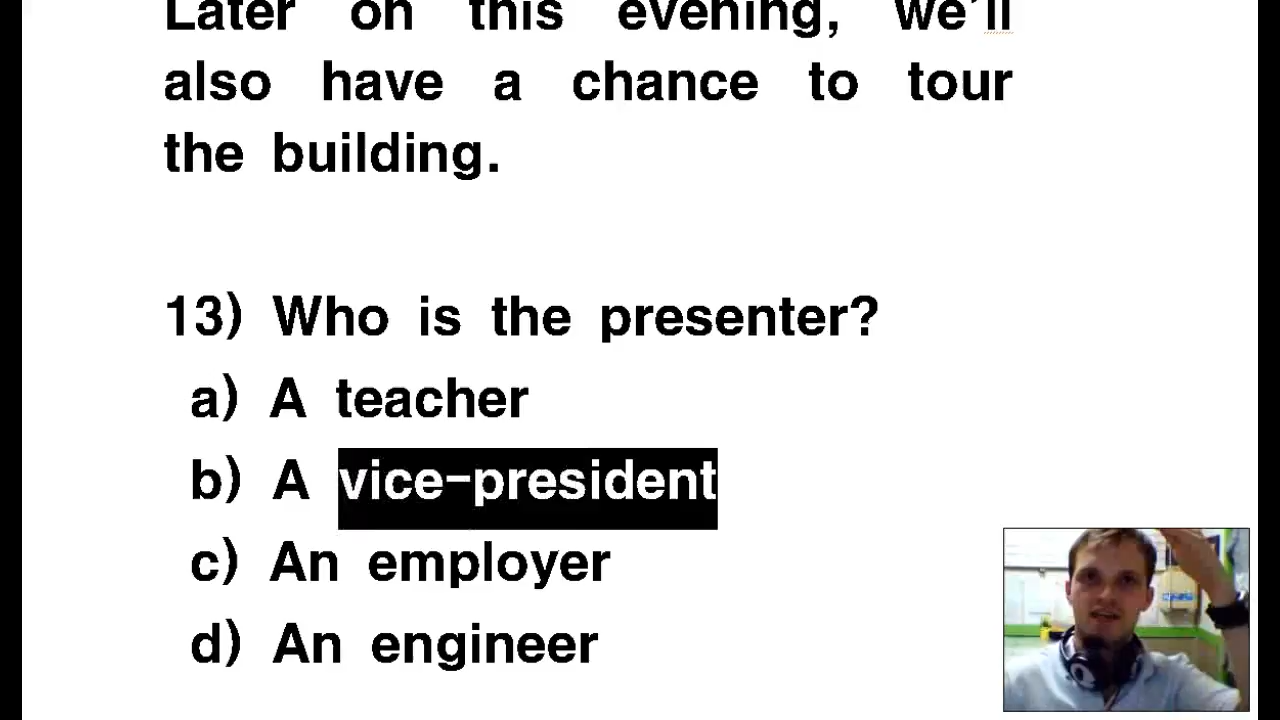 Later on this evening, we'll
also have a chance to tour
the building.
13) Who is the presenter?
a) A teacher
b) A vice-president
c) An employer
d) An engineer